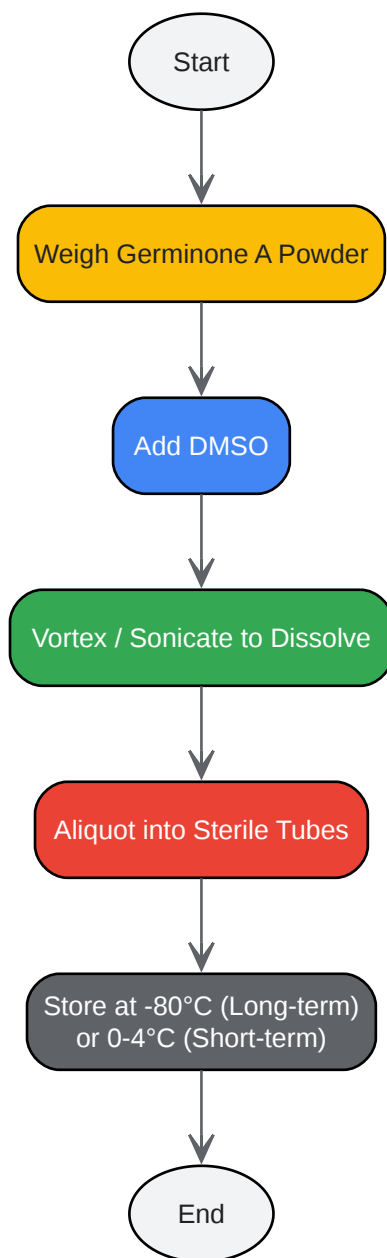 Start
Weigh Germinone A Powder
Add DMSO
Vortex / Sonicate to Dissolve
Aliquot into Sterile Tubes
Store at -80°C (Long-term)
or 0-4°C (Short-term)
End